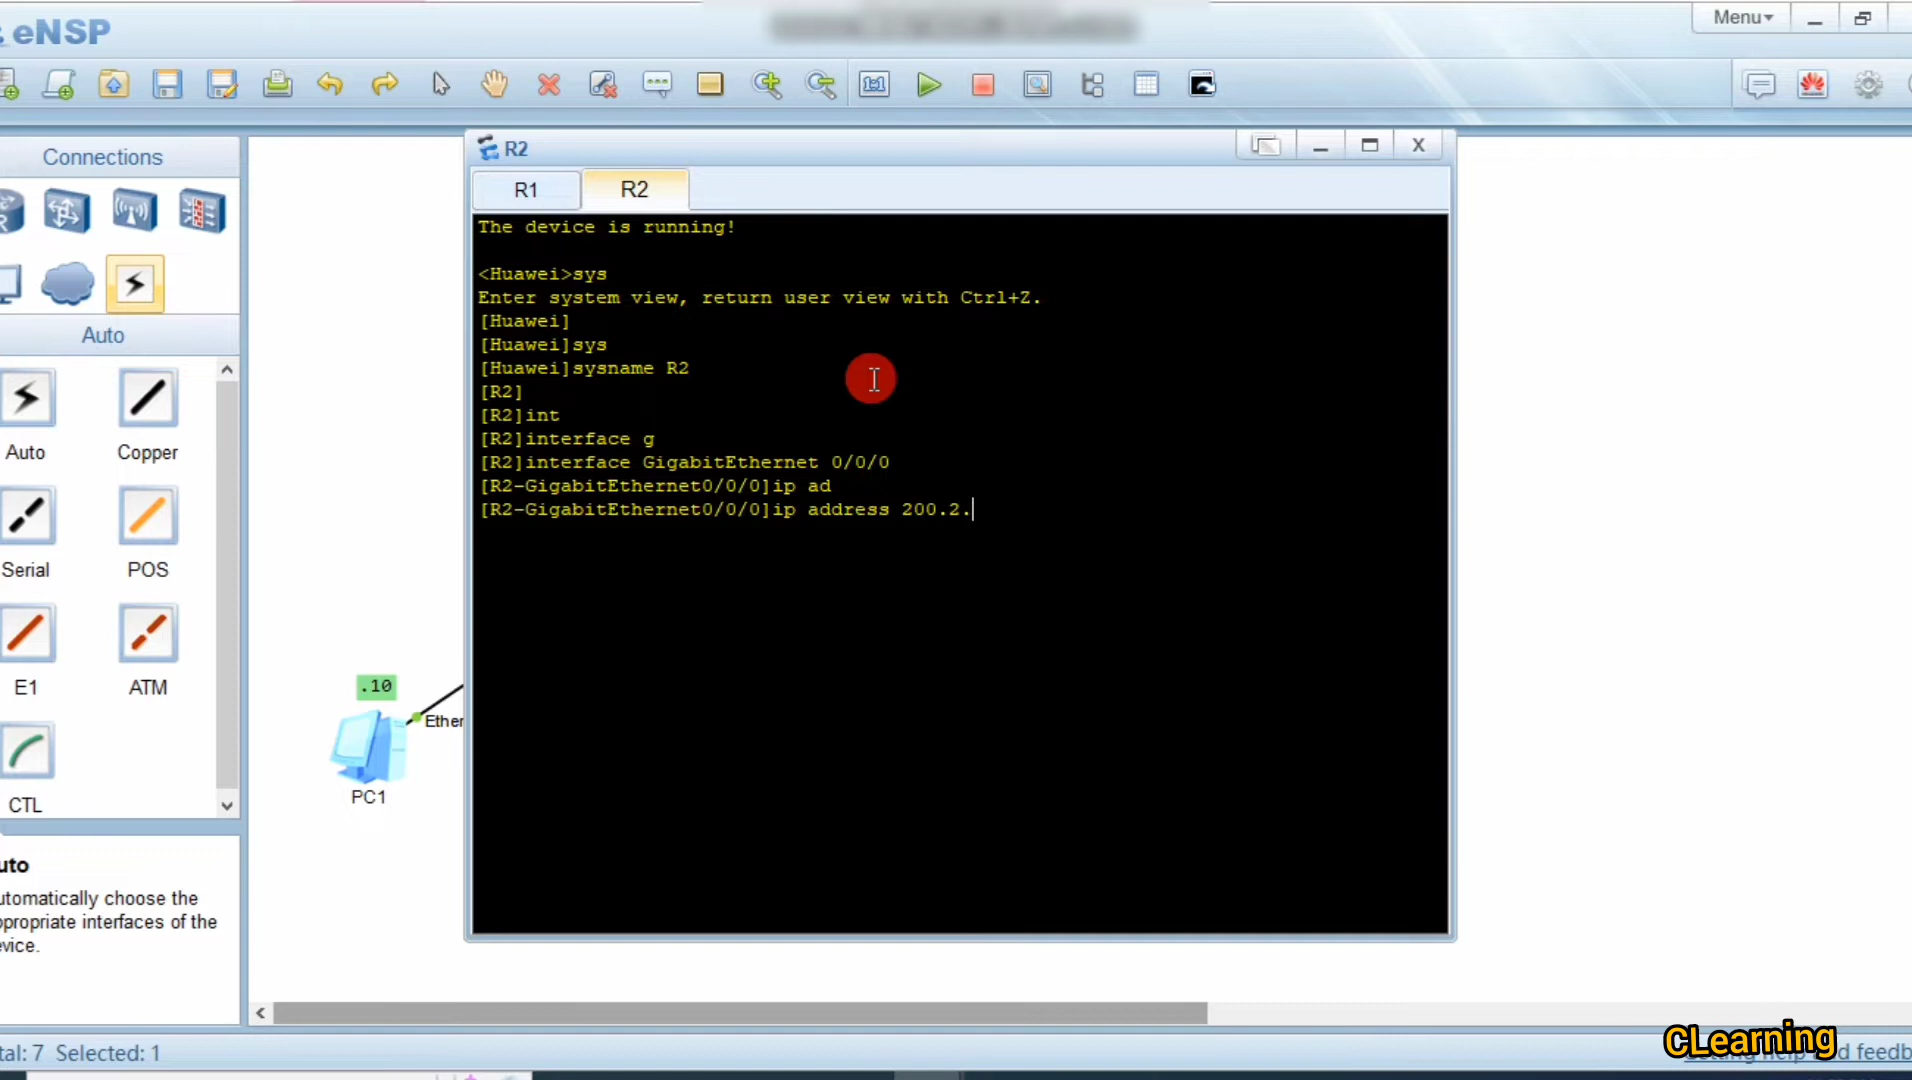 eNSP
Menu
Connections
R2
R1
R2
The device is running!
<Huawei>sys
Enter system view, return user view with Ctrl+Z.
[Huawei]
[Huawei]sys
[Huawei]sysname R2
[R2]
[R2]int
[R2]interface g
[R2]interface GigabitEthernet 0/0/0
[R2-GigabitEthernet0/0/0]ip ad
[R2-GigabitEthernet0/0/0]ip address 200.2.
Auto
Auto
Copper
Serial
POS
E1
ATM
CTL
.10
Ether
PC1
uto
utomatically choose the
ppropriate interfaces of the
evice.
tal: 7 Selected: 1
CLearning
and feedb